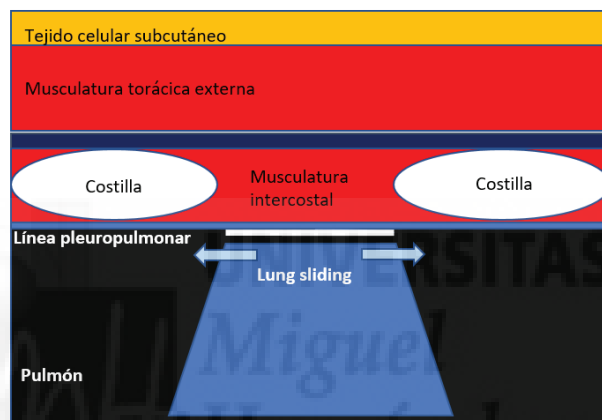 Tejido celular subcutáneo
Musculatura torácica externa
Costilla
Musculatura
intercostal
Costilla
Línea pleuropulmonar
Lung sliding
UNIVERSITAS
Miguel
Pulmón